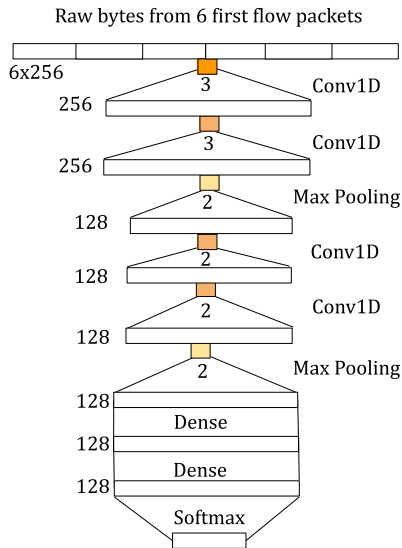 Raw bytes from 6 first flow packets
6x256
3
Conv1D
256
3
Conv1D
256
2
Max Pooling
128
2
Conv1D
128
2
Conv1D
128
2
Max Pooling
128
Dense
128
Dense
128
Softmax